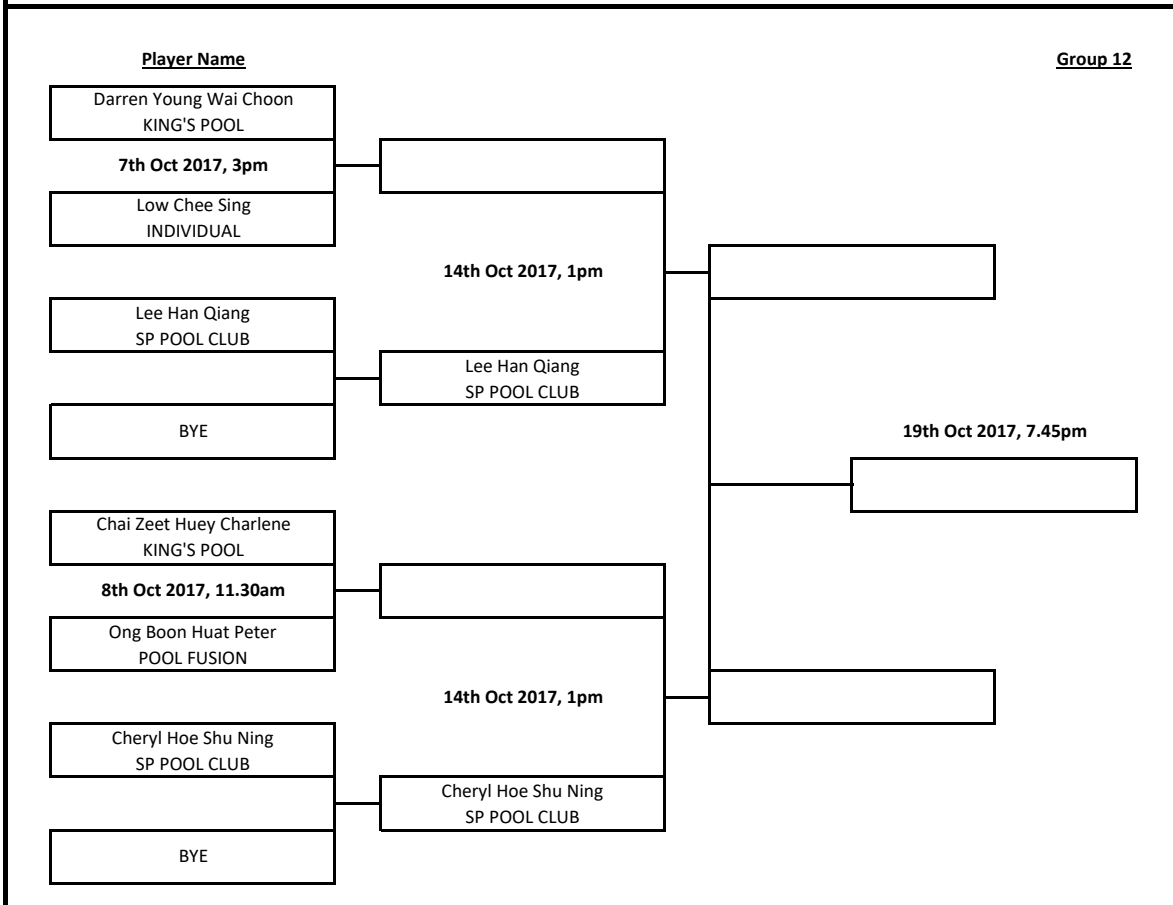 Player Name
Group 12
Darren Young Wai Choon
KING'S POOL
7th Oct 2017, 3pm
Low Chee Sing
INDIVIDUAL
14th Oct 2017, 1pm
Lee Han Qiang
SP POOL CLUB
Lee Han Qiang
SP POOL CLUB
BYE
19th Oct 2017, 7.45pm
Chai Zeet Huey Charlene
KING'S POOL
8th Oct 2017, 11.30am
Ong Boon Huat Peter
POOL FUSION
14th Oct 2017, 1pm
Cheryl Hoe Shu Ning
SP POOL CLUB
Cheryl Hoe Shu Ning
SP POOL CLUB
BYE